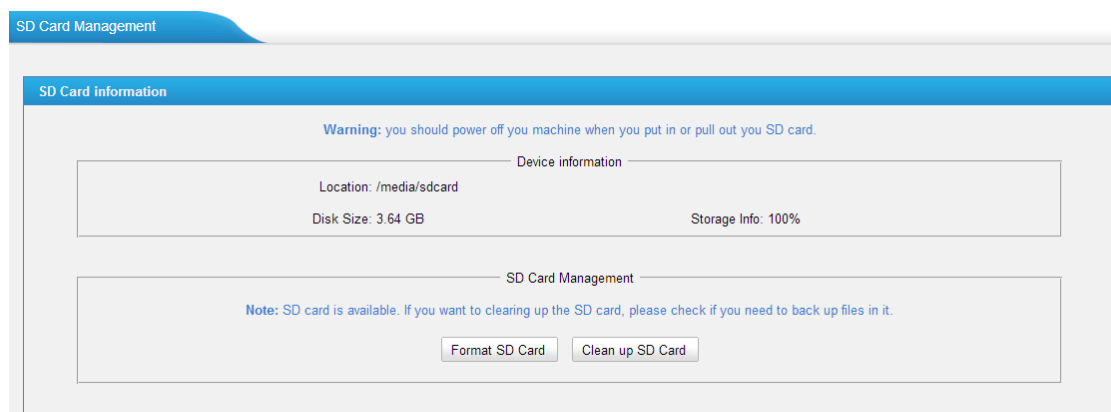 SD Card Management
SD Card information
Warning: you should power off you machine when you put in or pull out you SD card.
Device information
Location: /media/sdcard
Disk Size: 3.64 GB Storage Info: 100%
SD Card Management
Note: SD card is available. If you want to clearing up the SD card, please check if you need to back up files in it.
Format SD Card Clean up SD Card